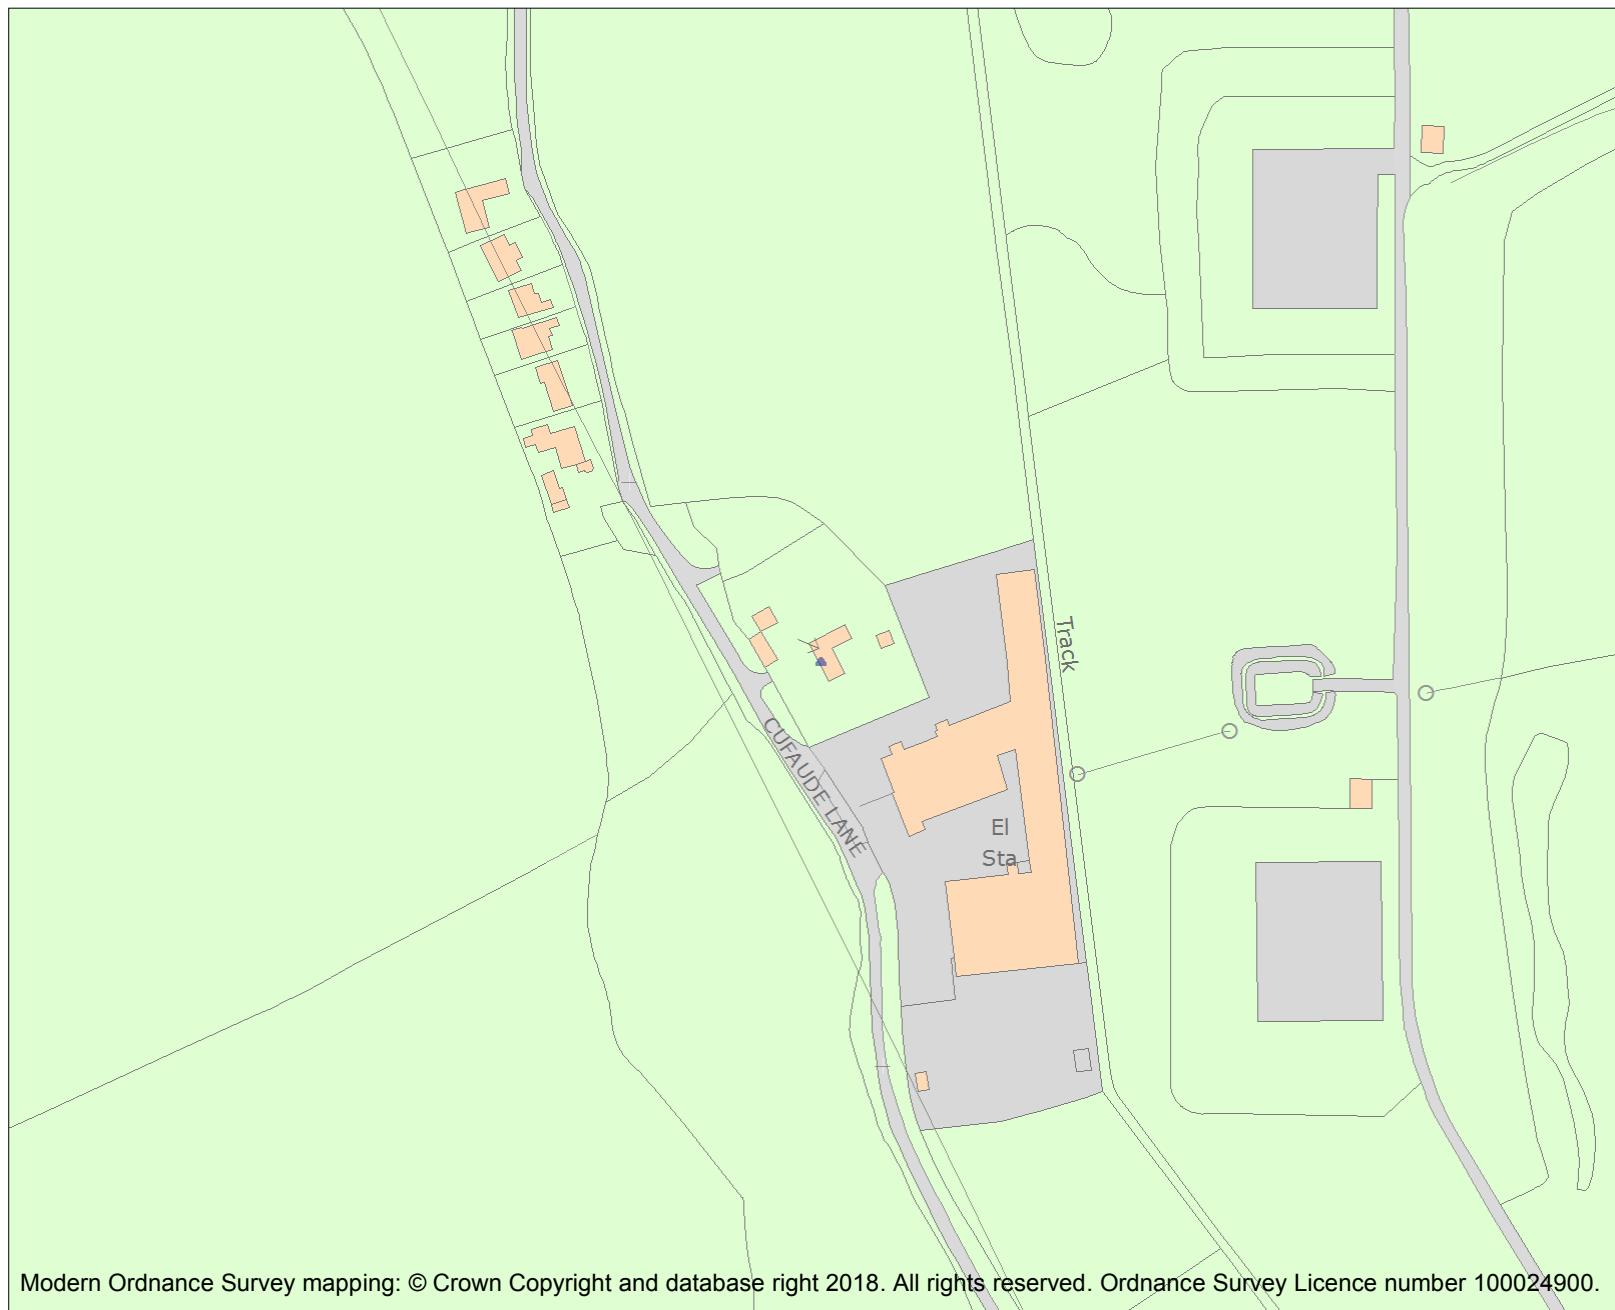 Track
CUFAUDE LANE
El
Sta
Modern Ordnance Survey mapping: © Crown Copyright and database right 2018. All rights reserved. Ordnance Survey Licence number 100024900.